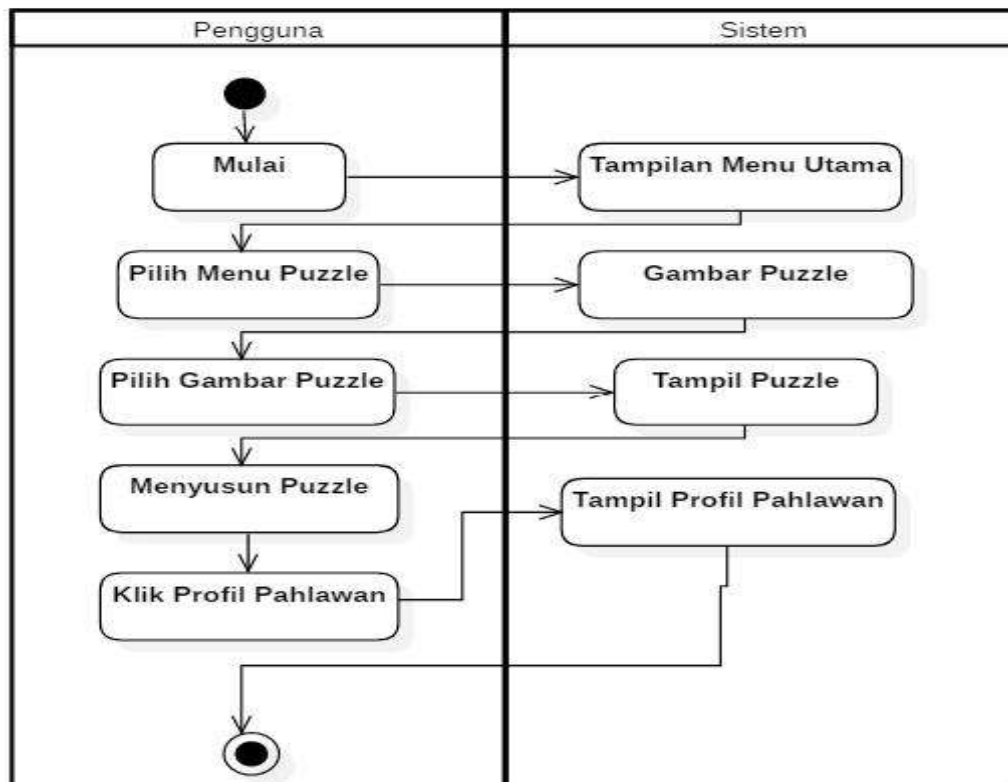 Pengguna
Sistem
Mulai
Tampilan Menu Utama
Pilih Menu Puzzle
Gambar Puzzle
Pilih Gambar Puzzle
Tampil Puzzle
Menyusun Puzzle
Tampil Profil Pahlawan
Klik Profil Pahlawan